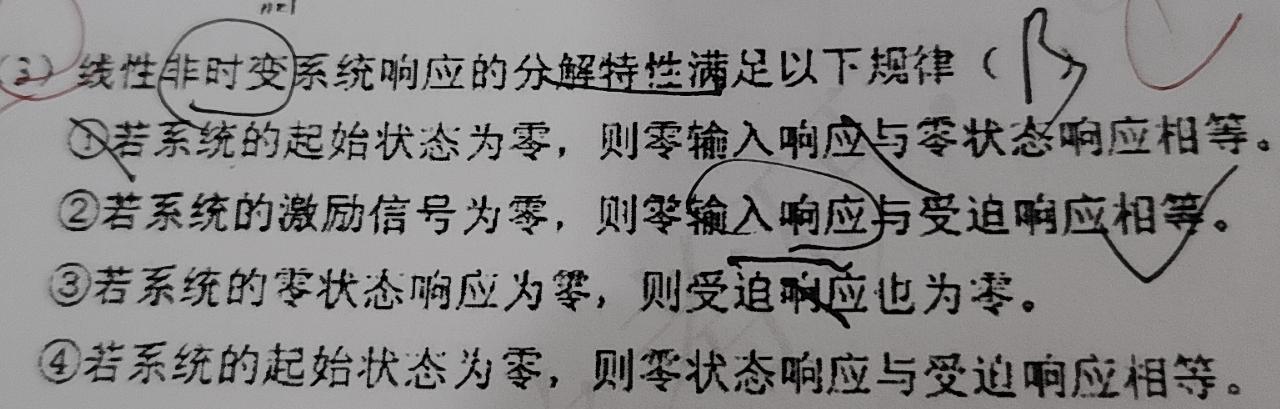 n=1
(3) 线性非时变系统响应的分解特性满足以下规律( B )
①若系统的起始状态为零,则零输入响应与零状态响应相等。
②若系统的激励信号为零,则零输入响应与受迫响应相等。
③若系统的零状态响应为零,则受迫响应也为零。
④若系统的起始状态为零,则零状态响应与受迫响应相等。